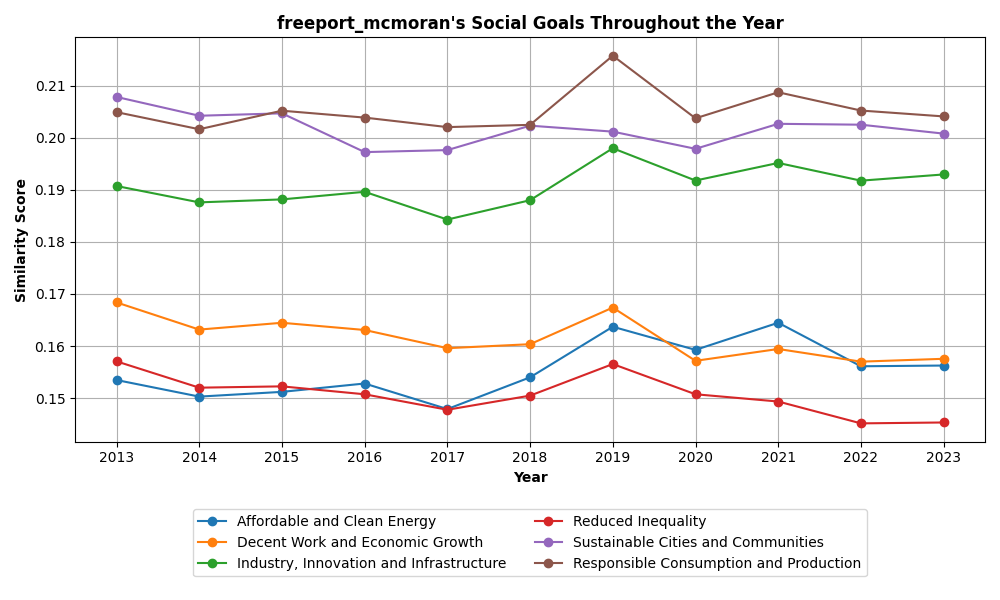 freeport_mcmoran's Social Goals Throughout the Year
Similarity Score
0.21
0.20
0.19
0.18
0.17
0.16
0.15
2013 2014 2015 2016 2017 2018 2019 2020 2021 2022 2023
Year
Affordable and Clean Energy
Decent Work and Economic Growth
Industry, Innovation and Infrastructure
Reduced Inequality
Sustainable Cities and Communities
Responsible Consumption and Production